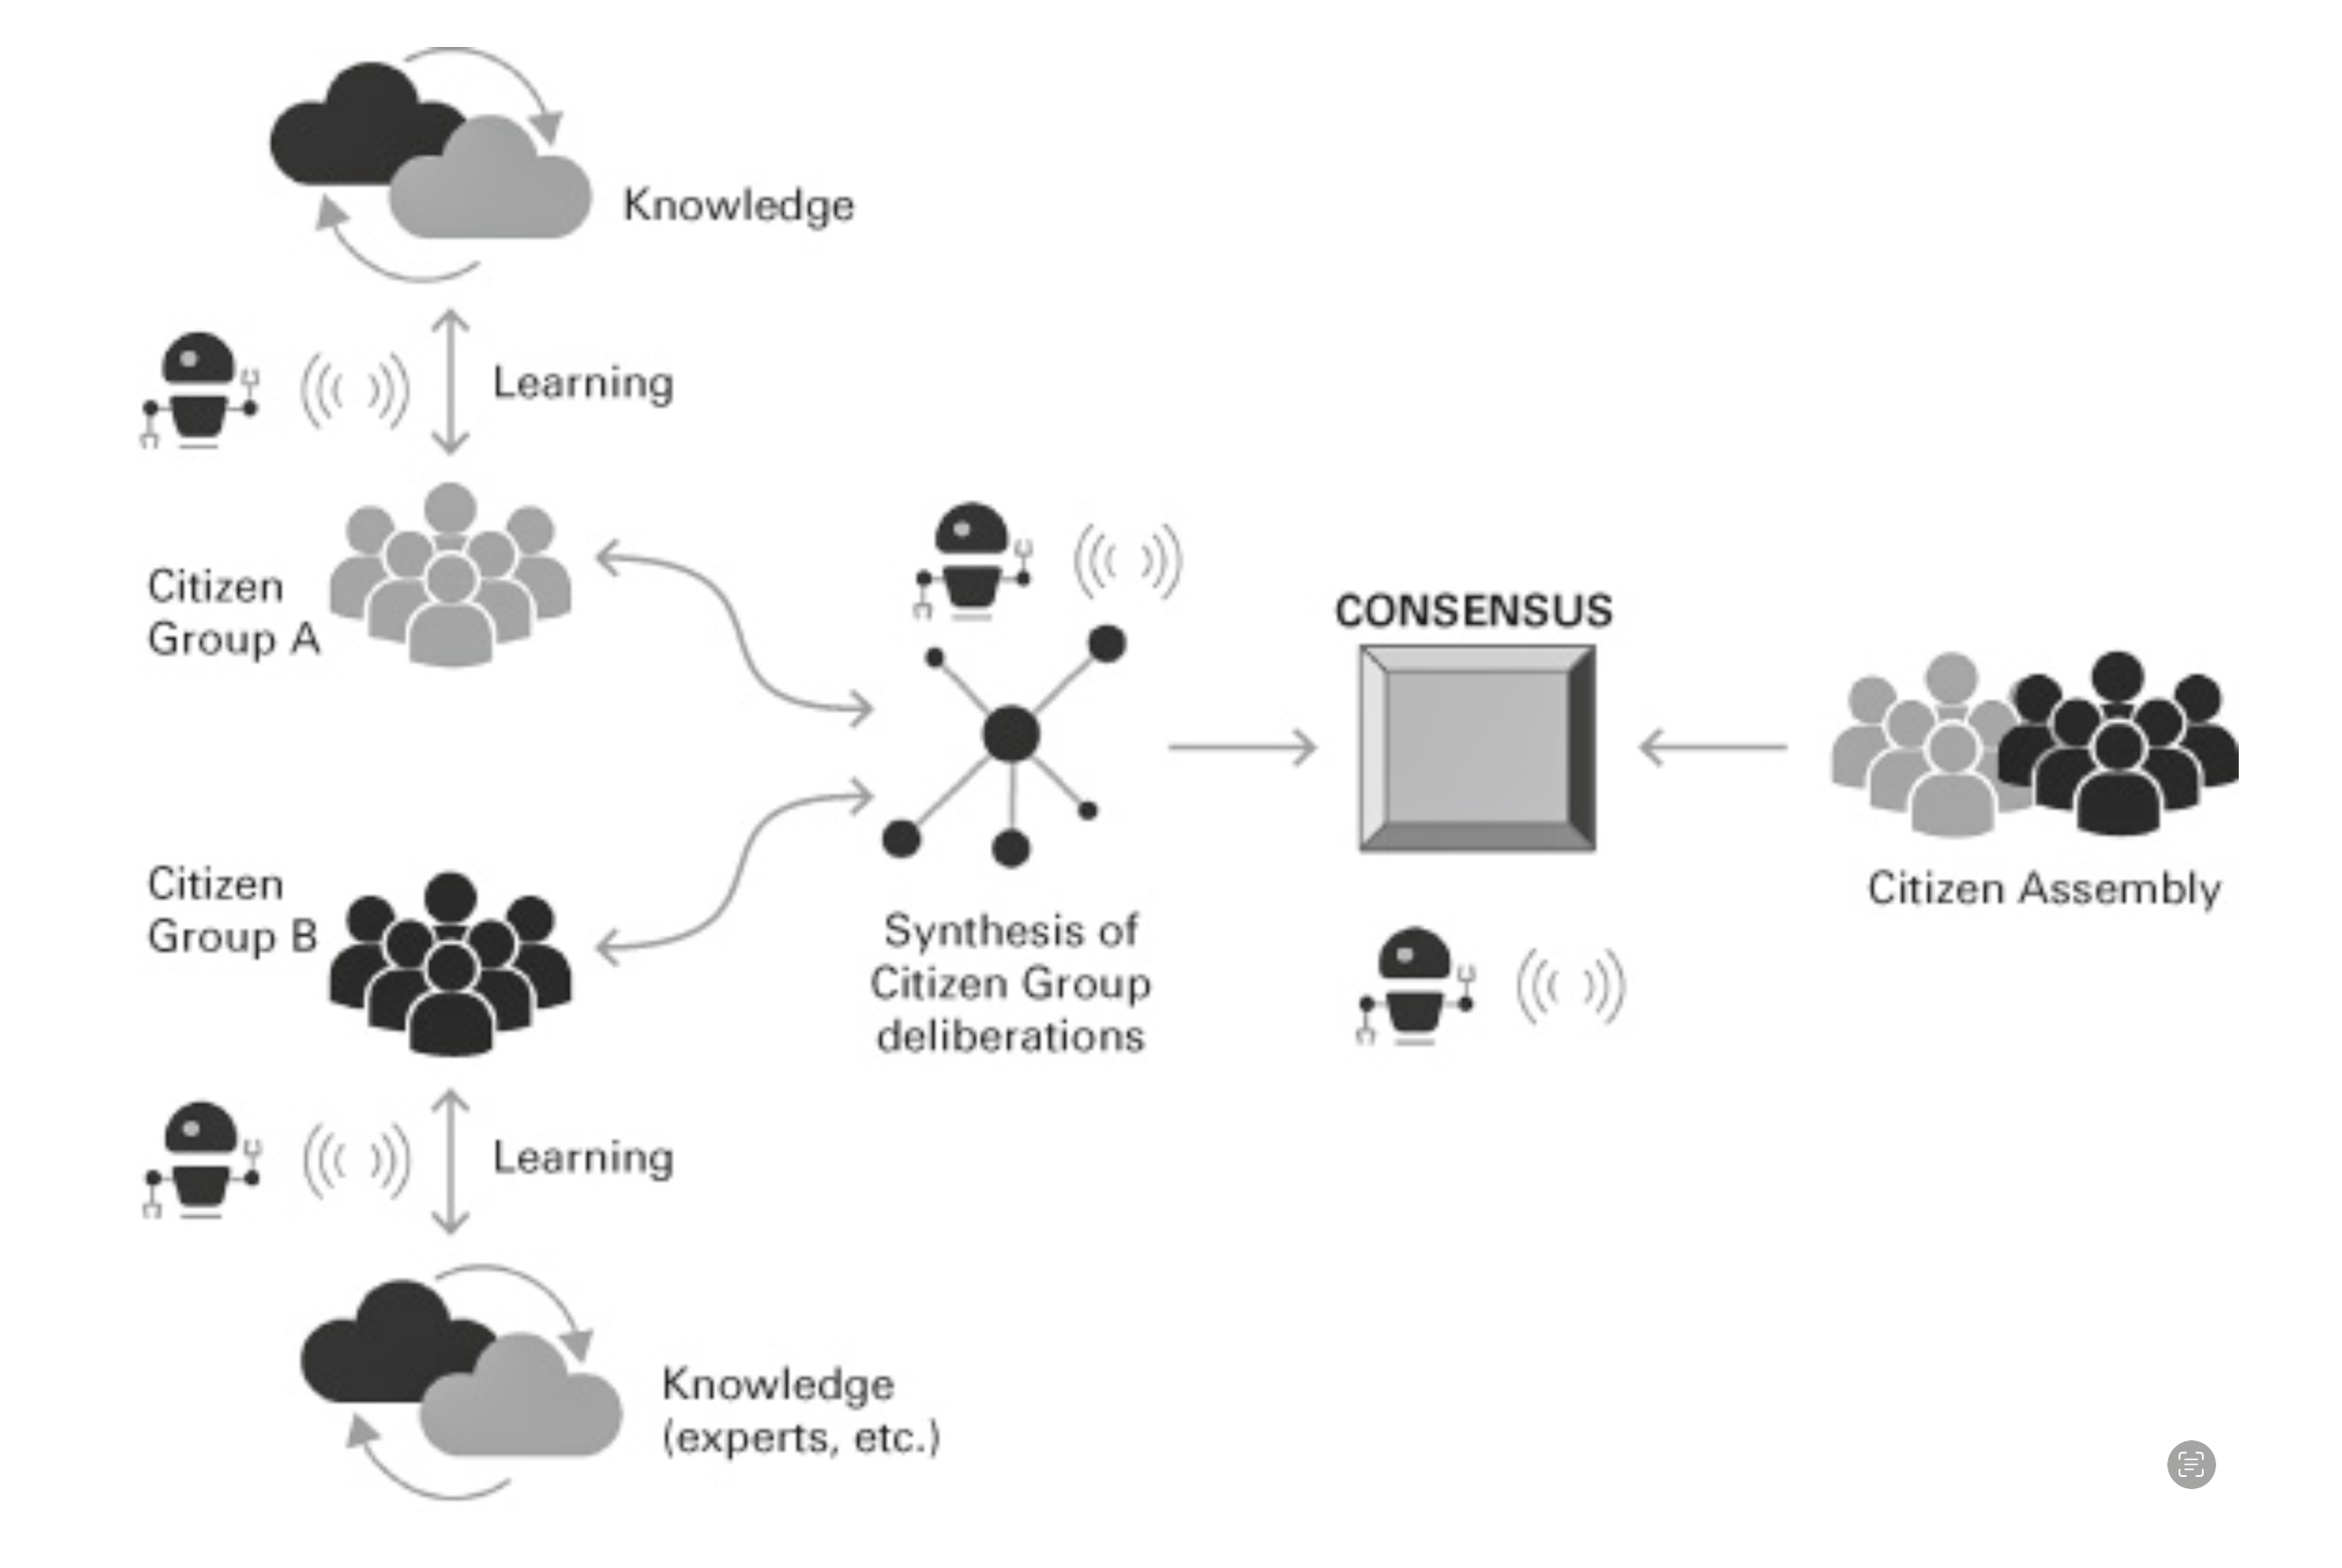 Knowledge
Learning
Citizen
Group A
CONSENSUS
Citizen
Group B
Citizen Assembly
Synthesis of
Citizen Group
deliberations
Learning
Knowledge
(experts, etc.)